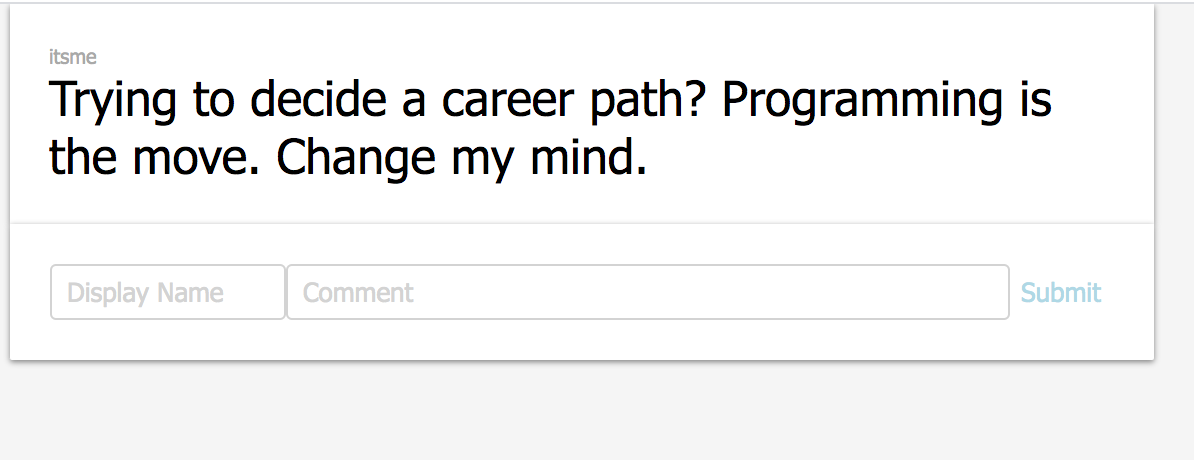 itsme
Trying to decide a career path? Programming is
the move. Change my mind.
Display Name Comment Submit